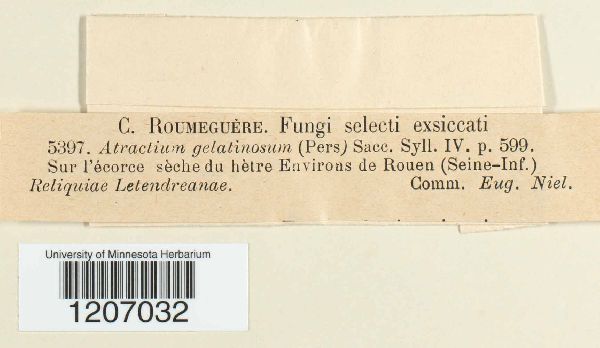 C. ROUMEGUÈRE. Fungi selecti exsiccati
5397. Atractium gelatinosum (Pers) Sacc. Syll. IV. p. 599.
Sur l'écorce sèche du hètre Environs de Rouen (Seine-Inf.)
Reliquiae Letendreanae. Comm. Eug. Niel.
University of Minnesota Herbarium
1207032